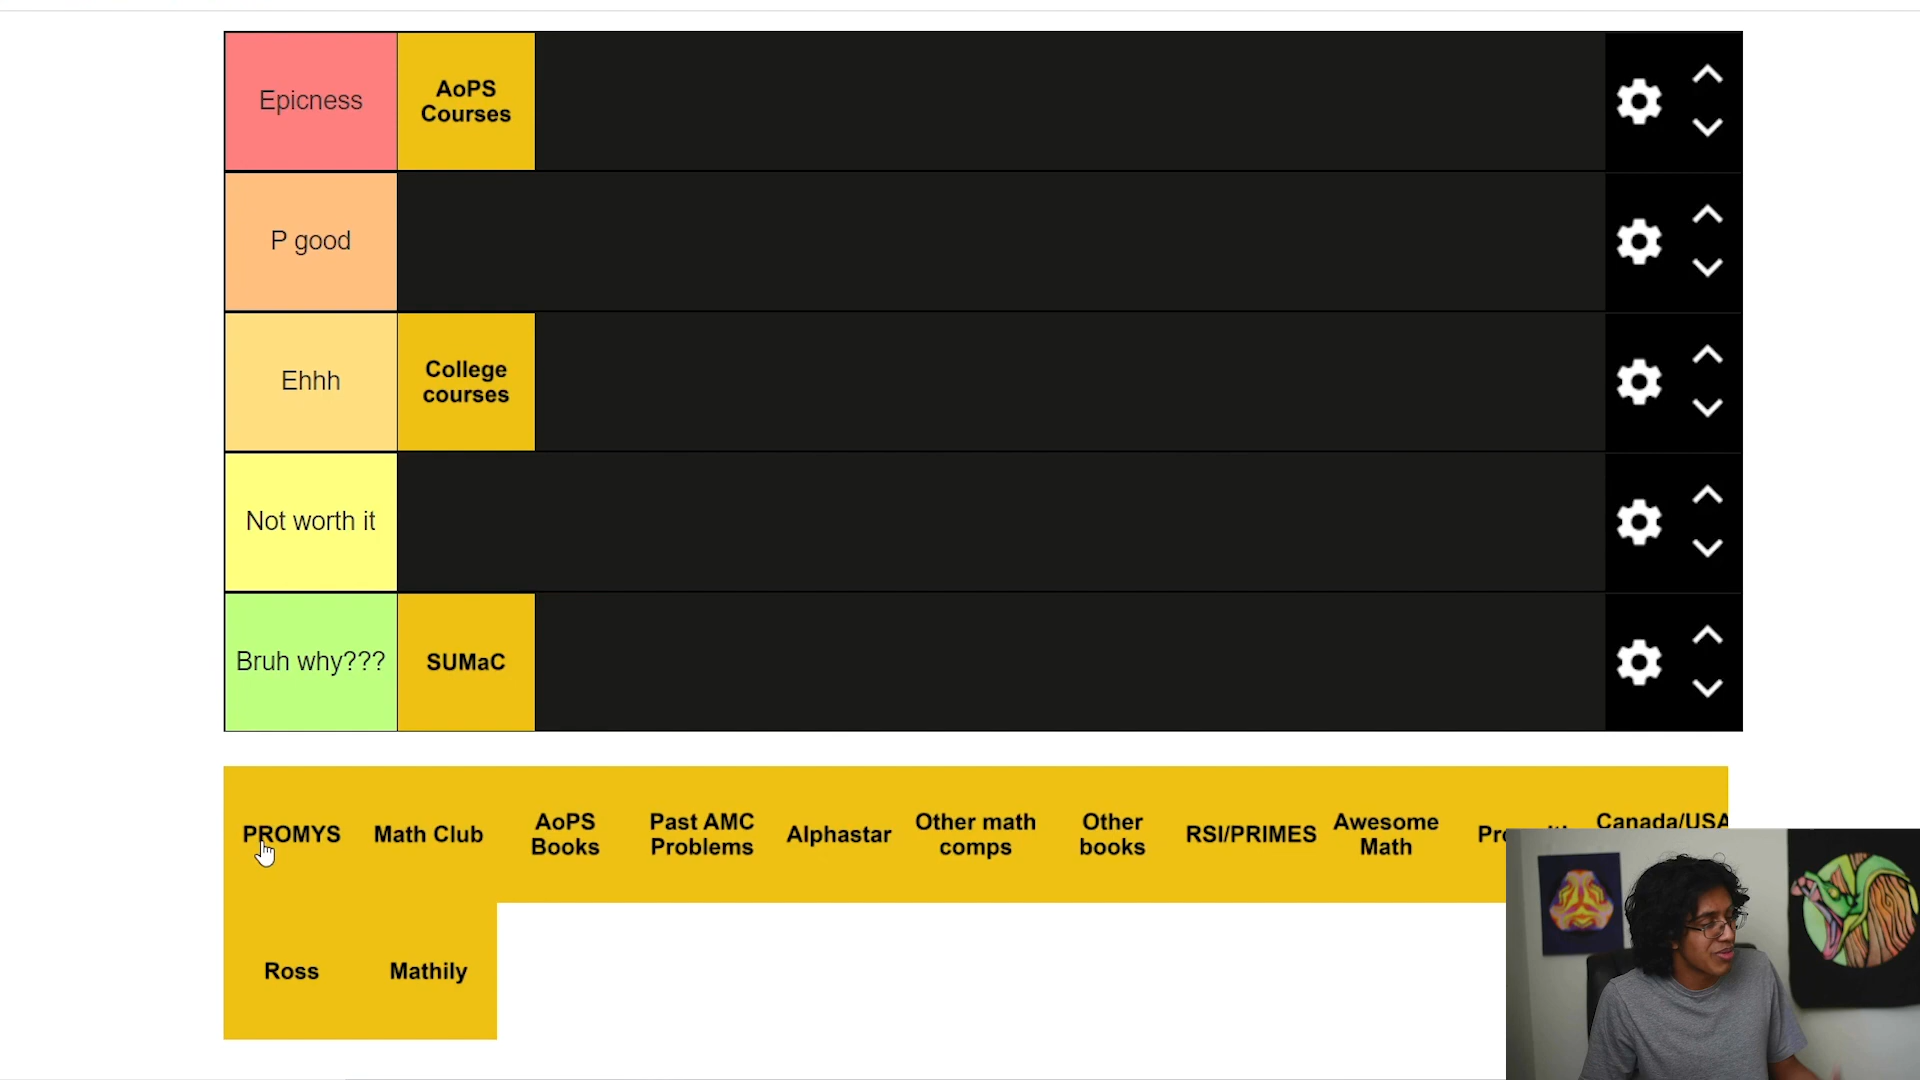 Epicness
AoPS
Courses
P good
Ehhh
College
courses
Not worth it
Bruh why???
SUMaC
PROMYS
Math Club
AoPS
Books
Past AMC
Problems
Alphastar
Other math
comps
Other
books
RSI/PRIMES
Awesome
Math
Canada/USA
Ross
Mathily